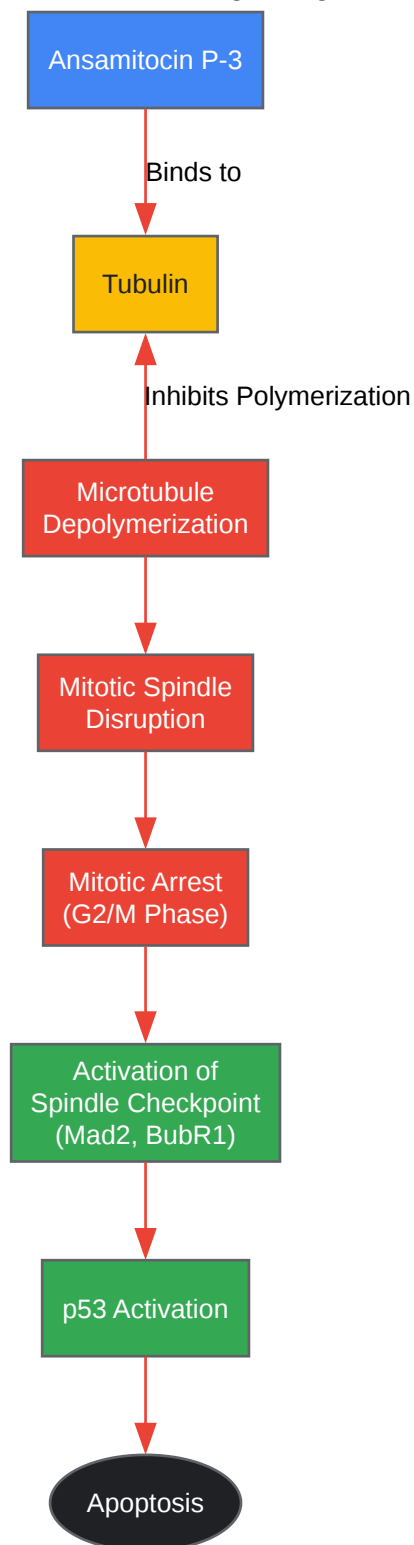 Ansamitocin P-3
Binds to
Tubulin
Inhibits Polymerization
Microtubule
Depolymerization
Mitotic Spindle
Disruption
Mitotic Arrest
(G2/M Phase)
Activation of
Spindle Checkpoint
(Mad2, BubR1)
p53 Activation
Apoptosis